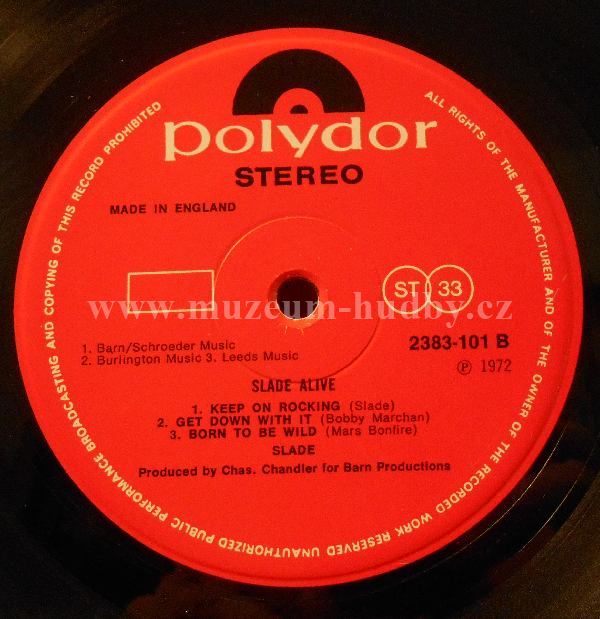 polydor
STEREO
MADE IN ENGLAND
ST 33
www.muzeum-hudby.cz
1. Barn/Schroeder Music
2. Burlington Music 3. Leeds Music
2383-101 B
℗ 1972
SLADE ALIVE
1. KEEP ON ROCKING (Slade)
2. GET DOWN WITH IT (Bobby Marchan)
3. BORN TO BE WILD (Mars Bonfire)
SLADE
Produced by Chas. Chandler for Barn Productions
ALL RIGHTS OF THE MANUFACTURER AND OF THE OWNER OF THE RECORDED WORK RESERVED UNAUTHORIZED PUBLIC PERFORMANCE BROADCASTING AND COPYING OF THIS RECORD PROHIBITED